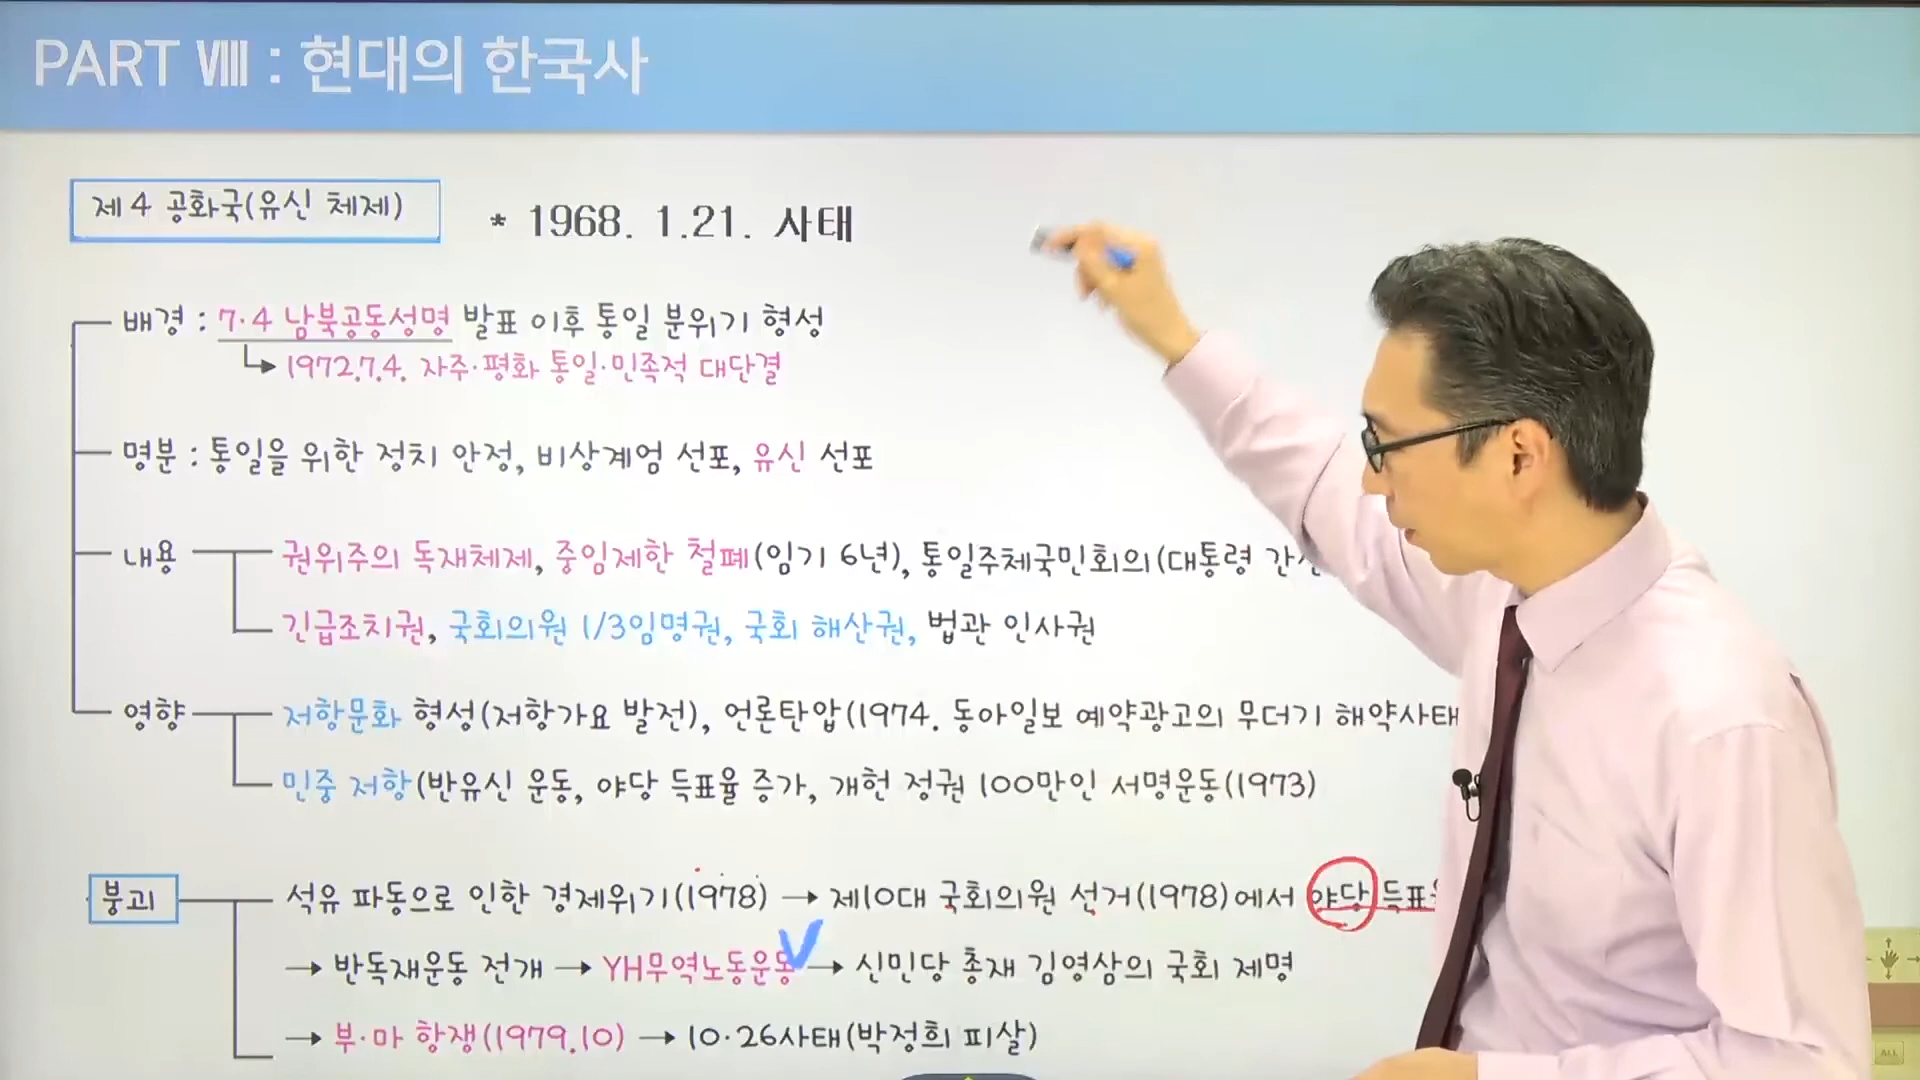 PART Ⅷ : 현대의 한국사
제4 공화국(유신 체제)
* 1968. 1.21. 사태
배경 : 7·4 남북공동성명 발표 이후 통일 분위기 형성
1972.7.4. 자주·평화 통일·민족적 대단결
명분 : 통일을 위한 정치 안정, 비상계엄 선포, 유신 선포
내용 권위주의 독재체제, 중임제한 철폐(임기 6년), 통일주체국민회의(대통령
긴급조치권, 국회의원 1/3임명권, 국회 해산권, 법관 인사권
영향 저항문화 형성(저항가요 발전), 언론탄압(1974. 동아일보 예약광고의 무더기 해약사태
민중 저항(반유신 운동, 야당 득표율 증가, 개헌 정권 100만인 서명운동(1973)
붕괴 석유 파동으로 인한 경제위기(1978) → 제10대 국회의원 선거(1978)에서 야당
→ 반독재운동 전개 → YH무역노동운동 → 신민당 총재 김영삼의 국회 제명
→ 부·마 항쟁(1979.10) → 10·26사태(박정희 피살)
ALL